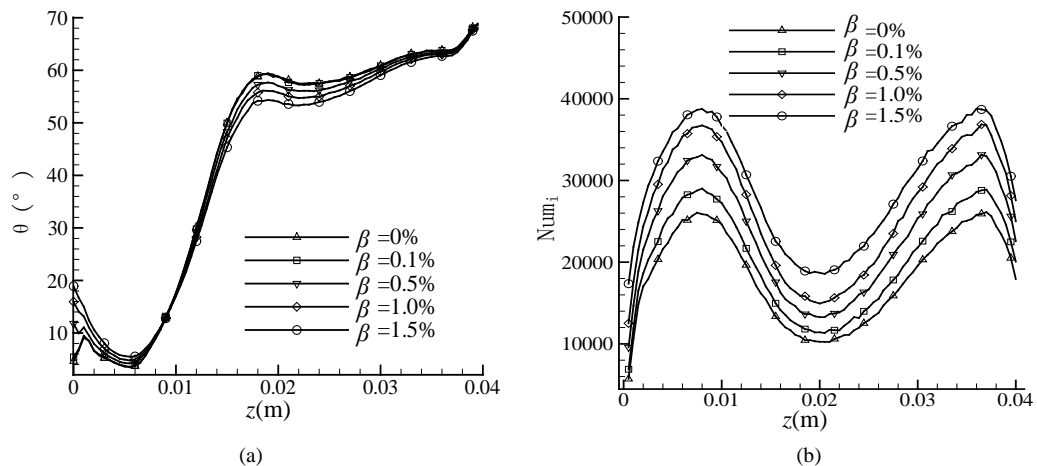 (a)
70
60
50
40
30
20
10
θ (°)
0
0.01
0.02
0.03
0.04
z(m)
β =0%
β =0.1%
β =0.5%
β =1.0%
β =1.5%
(a)
(b)
50000
40000
30000
20000
10000
Numi
0
0.01
0.02
0.03
0.04
z(m)
β =0%
β =0.1%
β =0.5%
β =1.0%
β =1.5%
(b)